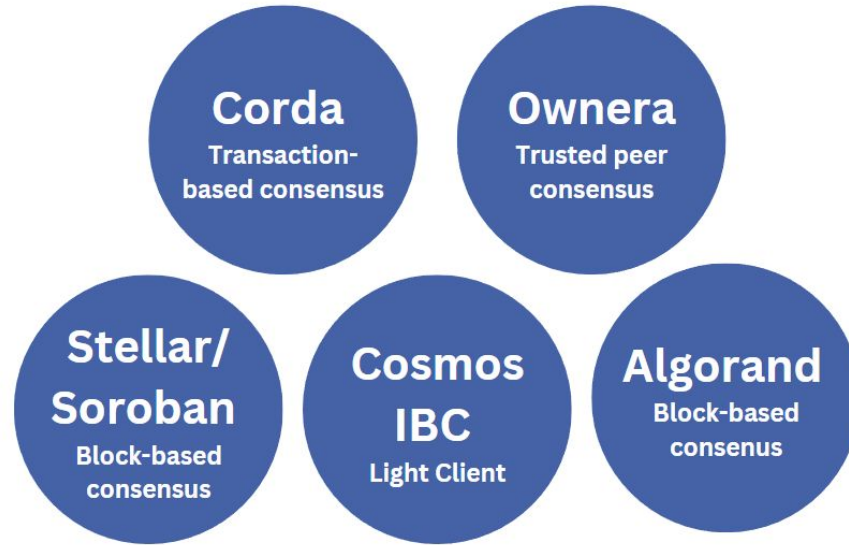 Corda
Transaction-
based consensus
Ownera
Trusted peer
consensus
Stellar/
Soroban
Block-based
consensus
Cosmos
IBC
Light Client
Algorand
Block-based
consenus